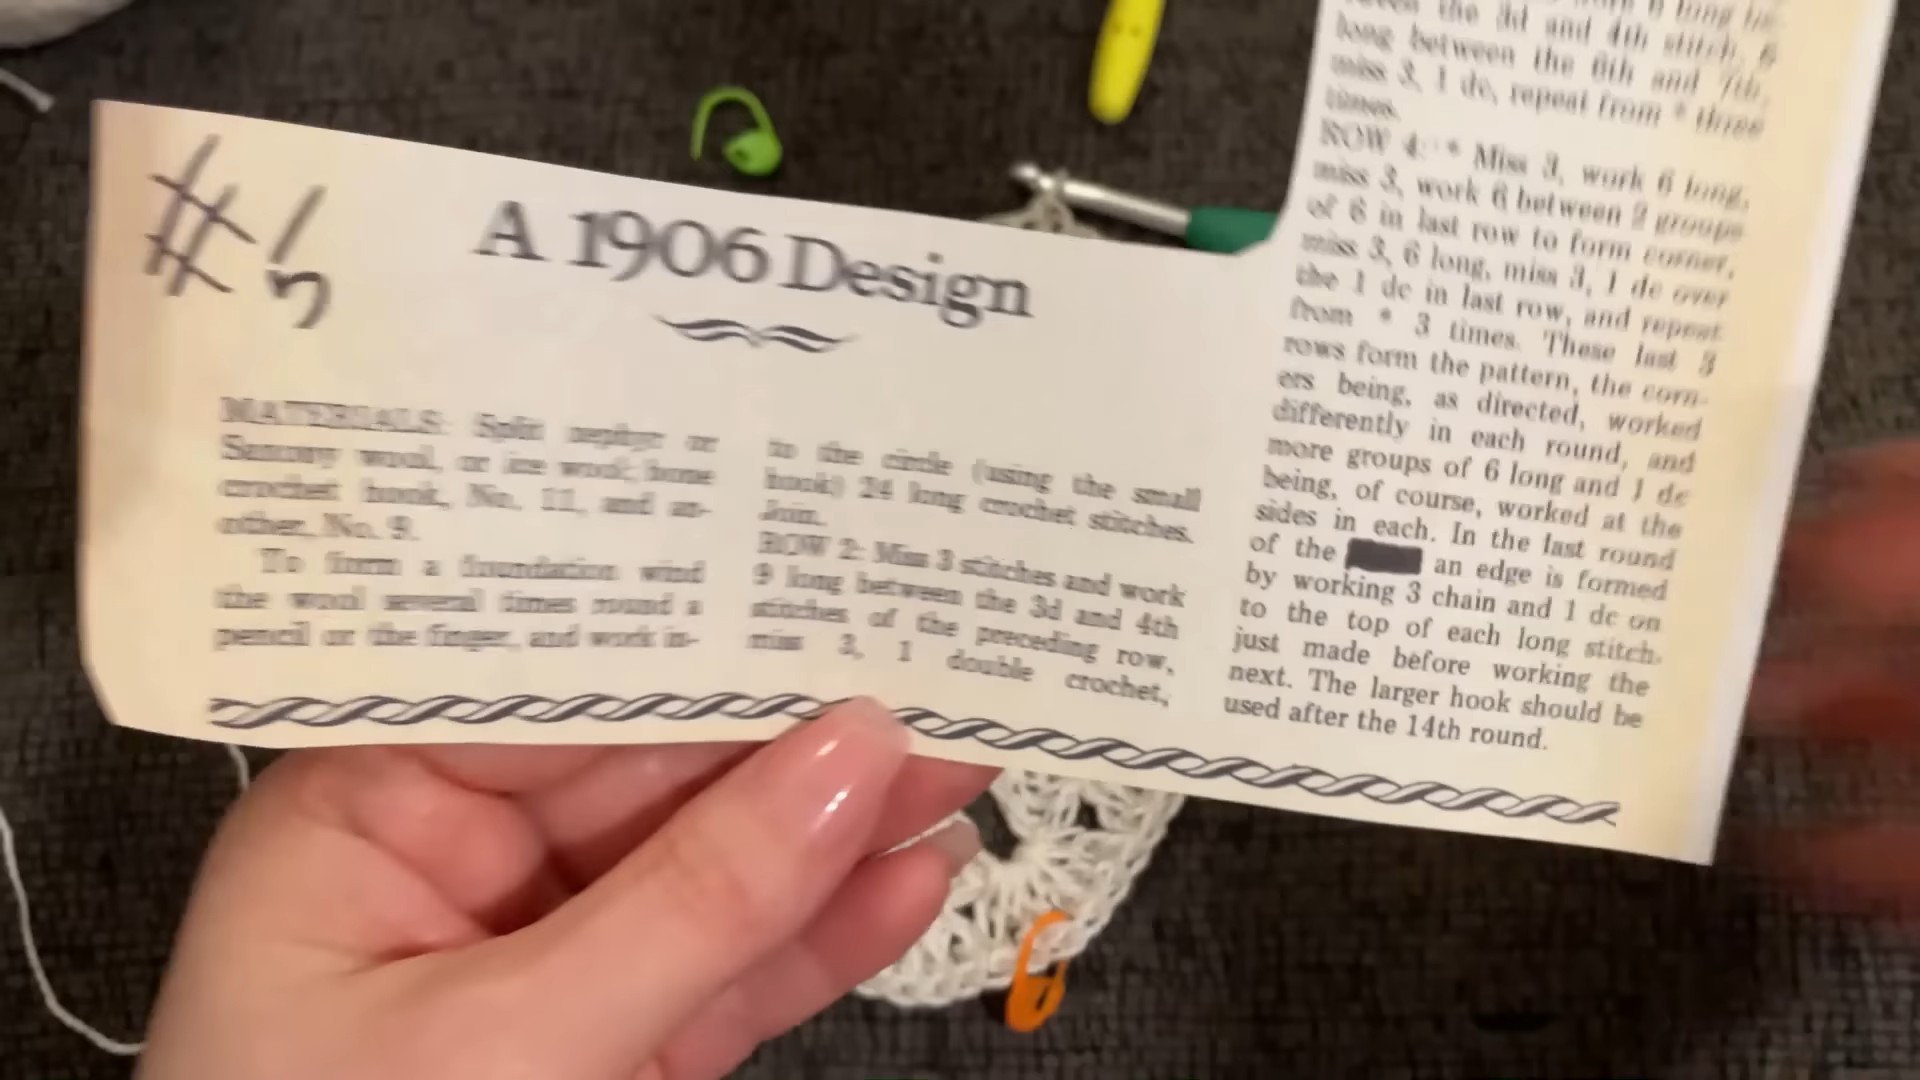 #5
A 1906 Design
MATERIALS: Split zephyr or
wool, or ice wool; bone
crochet hook, No. 11, and an-
other, No. 9.
To form a foundation wind
the wool several times round a
pencil or the finger, and work in-
to the circle (using the small
hook) 24 long crochet stitches.
Join.
ROW 2: Miss 3 stitches and work
9 long between the 3d and 4th
stitches of the preceding row,
miss 3, 1 double crochet,
6 long
the 3d and 4th stitch, 6
long between the 6th and 7th,
miss 3, 1 dc, repeat from * three
times.
ROW 4: * Miss 3, work 6 long,
miss 3, work 6 between 2 groups
of 6 in last row to form corner,
miss 3, 6 long, miss 3, 1 dc over
the 1 dc in last row, and repeat
from * 3 times. These last 3
rows form the pattern, the corn-
ers being, as directed, worked
differently in each round, and
more groups of 6 long and 1 dc
being, of course, worked at the
sides in each. In the last round
of the an edge is formed
by working 3 chain and 1 dc on
to the top of each long stitch
just made before working the
next. The larger hook should be
used after the 14th round.